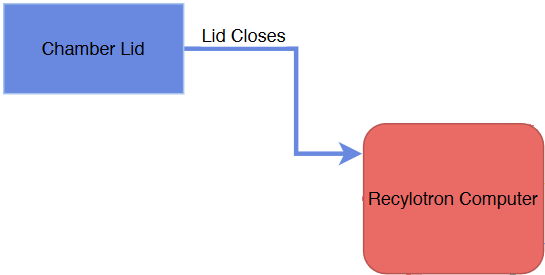 Lid Closes
Chamber Lid
Recylotron Computer